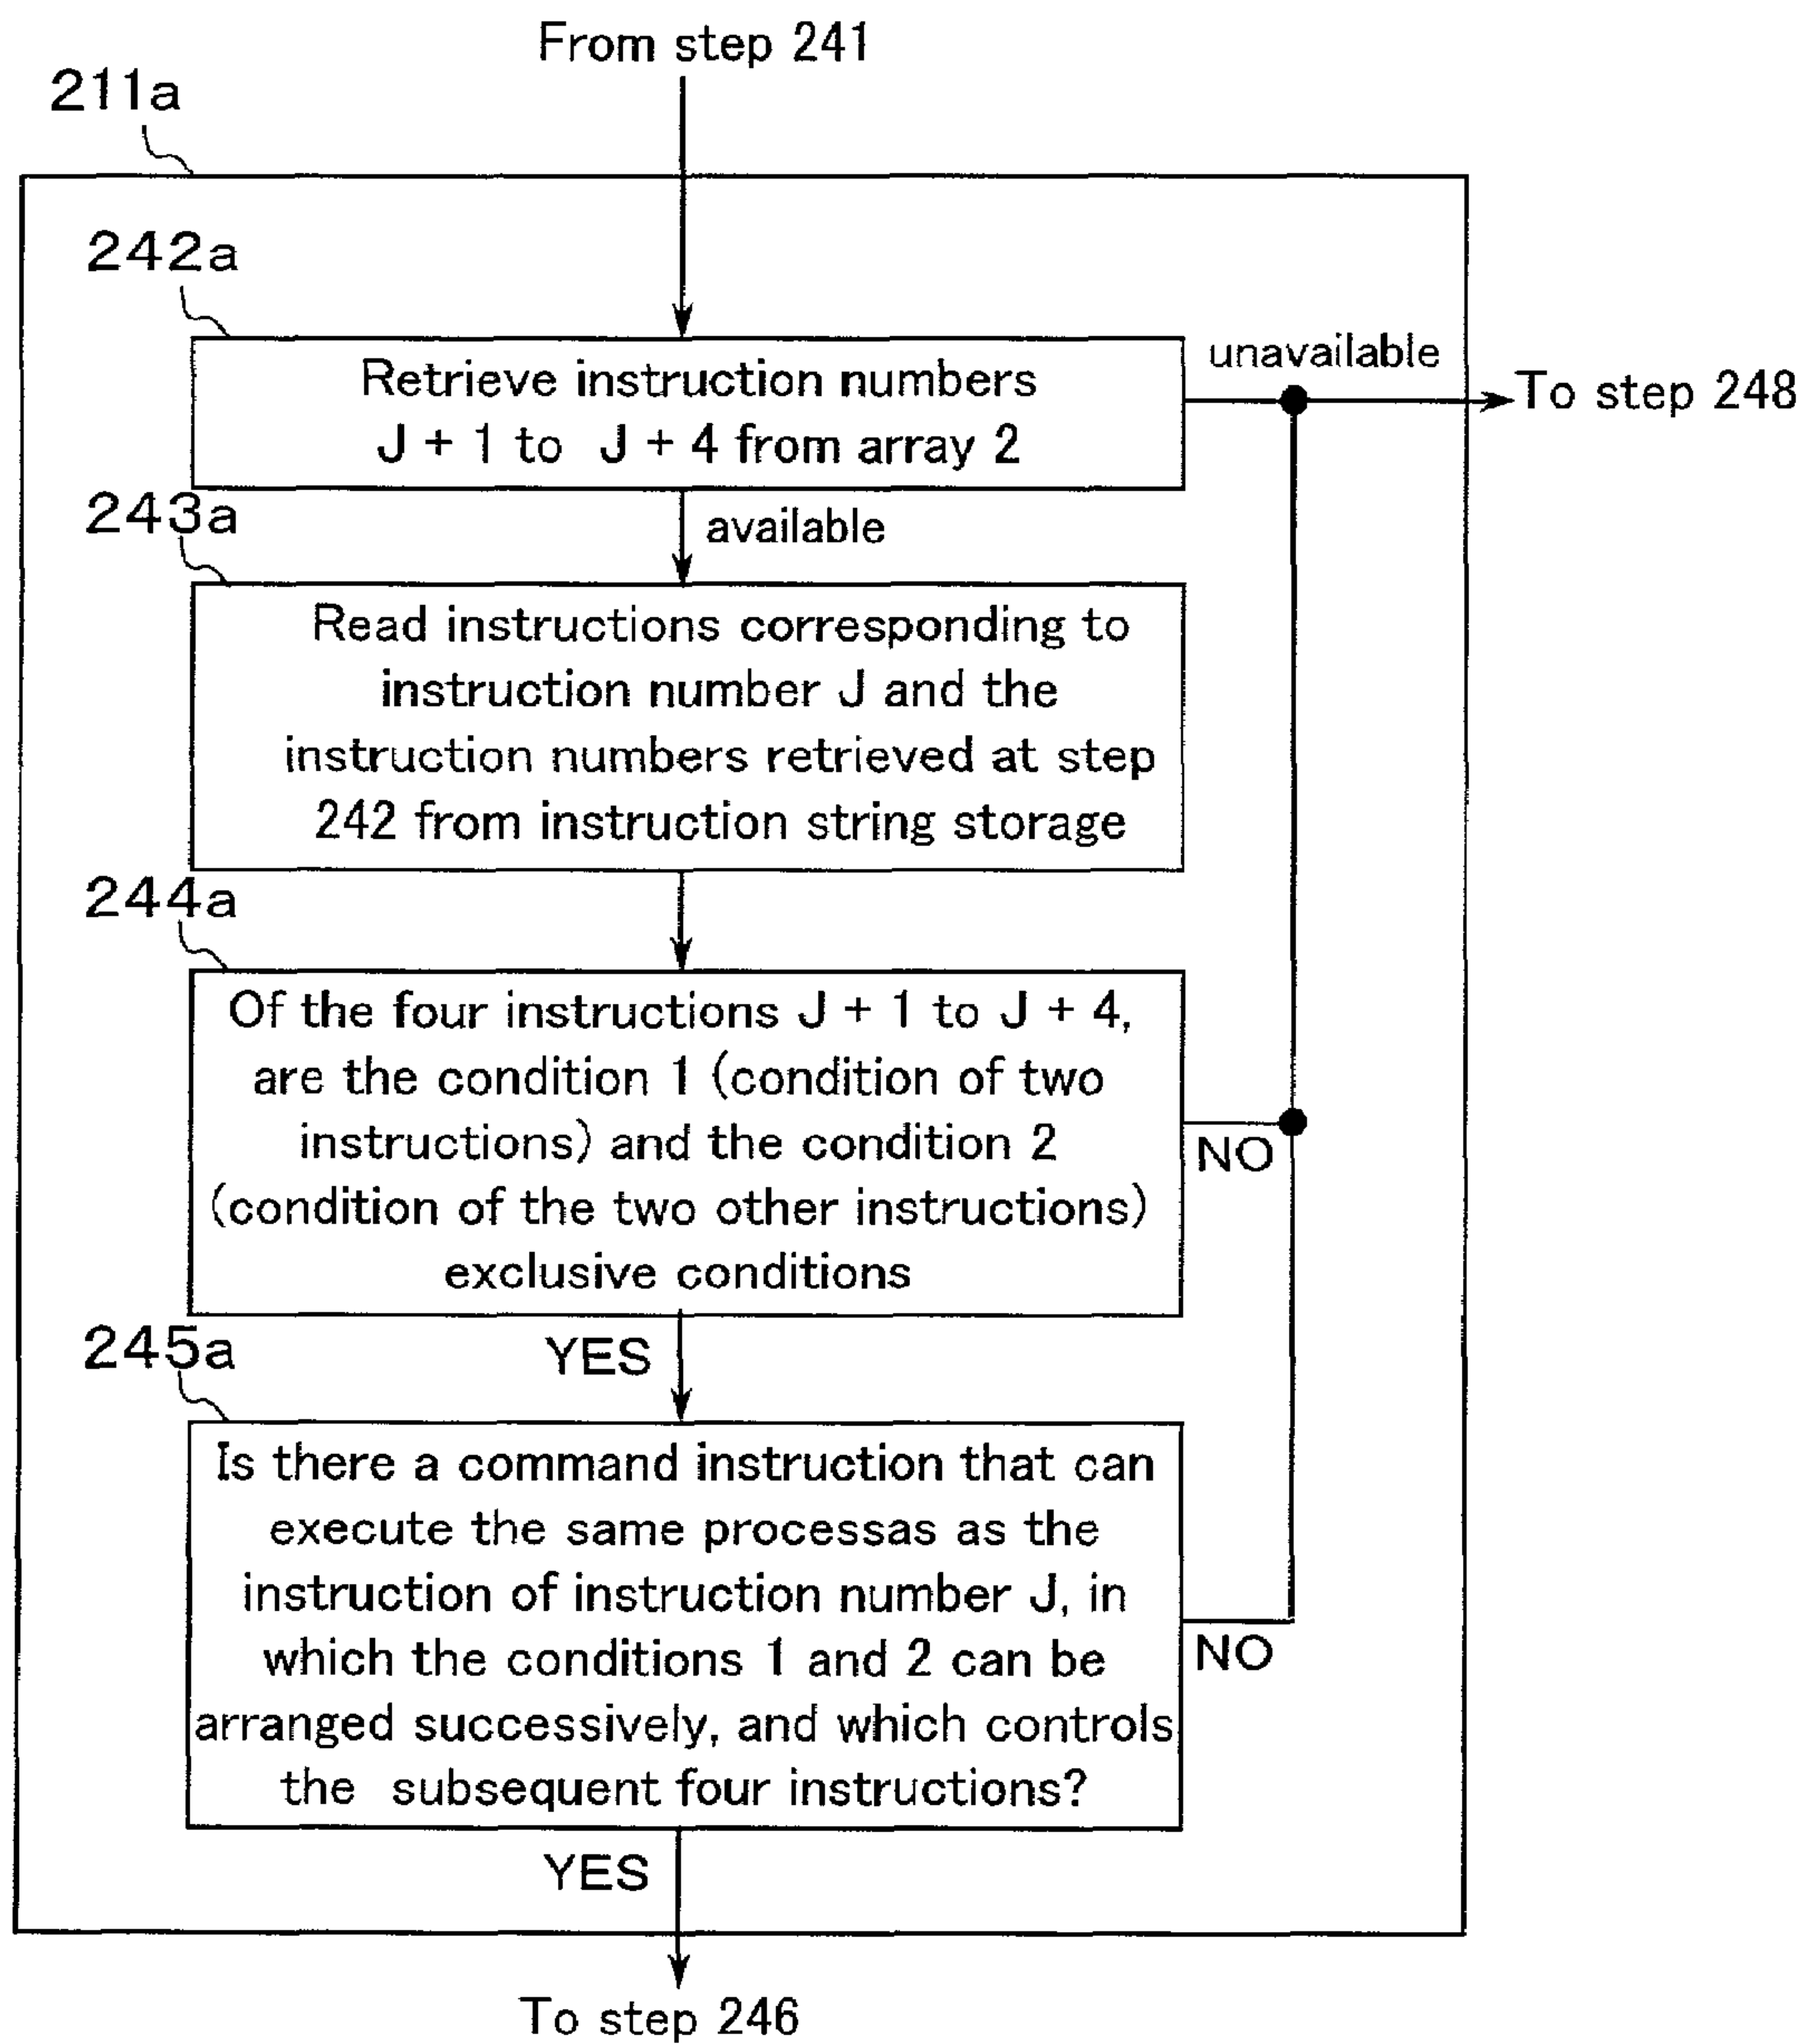 From step 241
211a
242a
Retrieve instruction numbers
J + 1 to J + 4 from array 2
unavailable
To step 248
243a
available
Read instructions corresponding to
instruction number J and the
instruction numbers retrieved at step
242 from instruction string storage
244a
Of the four instructions J + 1 to J + 4,
are the condition 1 (condition of two
instructions) and the condition 2
(condition of the two other instructions)
exclusive conditions
NO
245a
YES
Is there a command instruction that can
execute the same processas as the
instruction of instruction number J, in
which the conditions 1 and 2 can be
arranged successively, and which controls
the subsequent four instructions?
NO
YES
To step 246